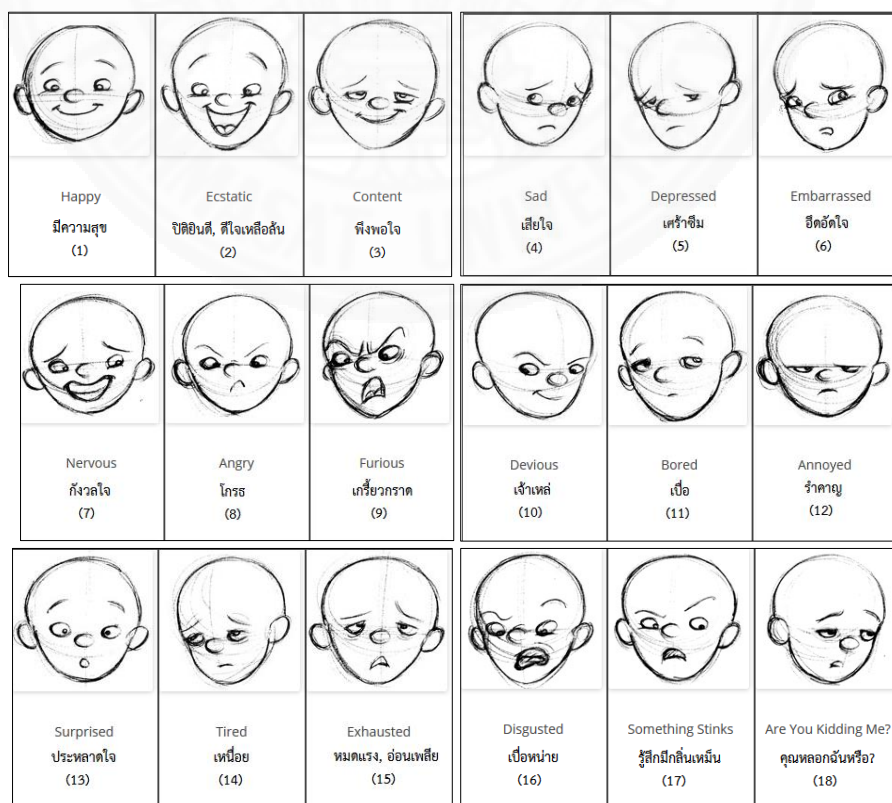 Happy
มีความสุข
(1)
Ecstatic
ปิติยินดี, ดีใจเหลือล้น
(2)
Content
พึงพอใจ
(3)
Sad
เสียใจ
(4)
Depressed
เศร้าซึม
(5)
Embarrassed
อึดอัดใจ
(6)
Nervous
กังวลใจ
(7)
Angry
โกรธ
(8)
Furious
เกรี้ยวกราด
(9)
Devious
เจ้าเหล่
(10)
Bored
เบื่อ
(11)
Annoyed
รำคาญ
(12)
Surprised
ประหลาดใจ
(13)
Tired
เหนื่อย
(14)
Exhausted
หมดแรง, อ่อนเพลีย
(15)
Disgusted
เบื่อหน่าย
(16)
Something Stinks
รู้สึกมีกลิ่นเหม็น
(17)
Are You Kidding Me?
คุณหลอกฉันหรือ?
(18)